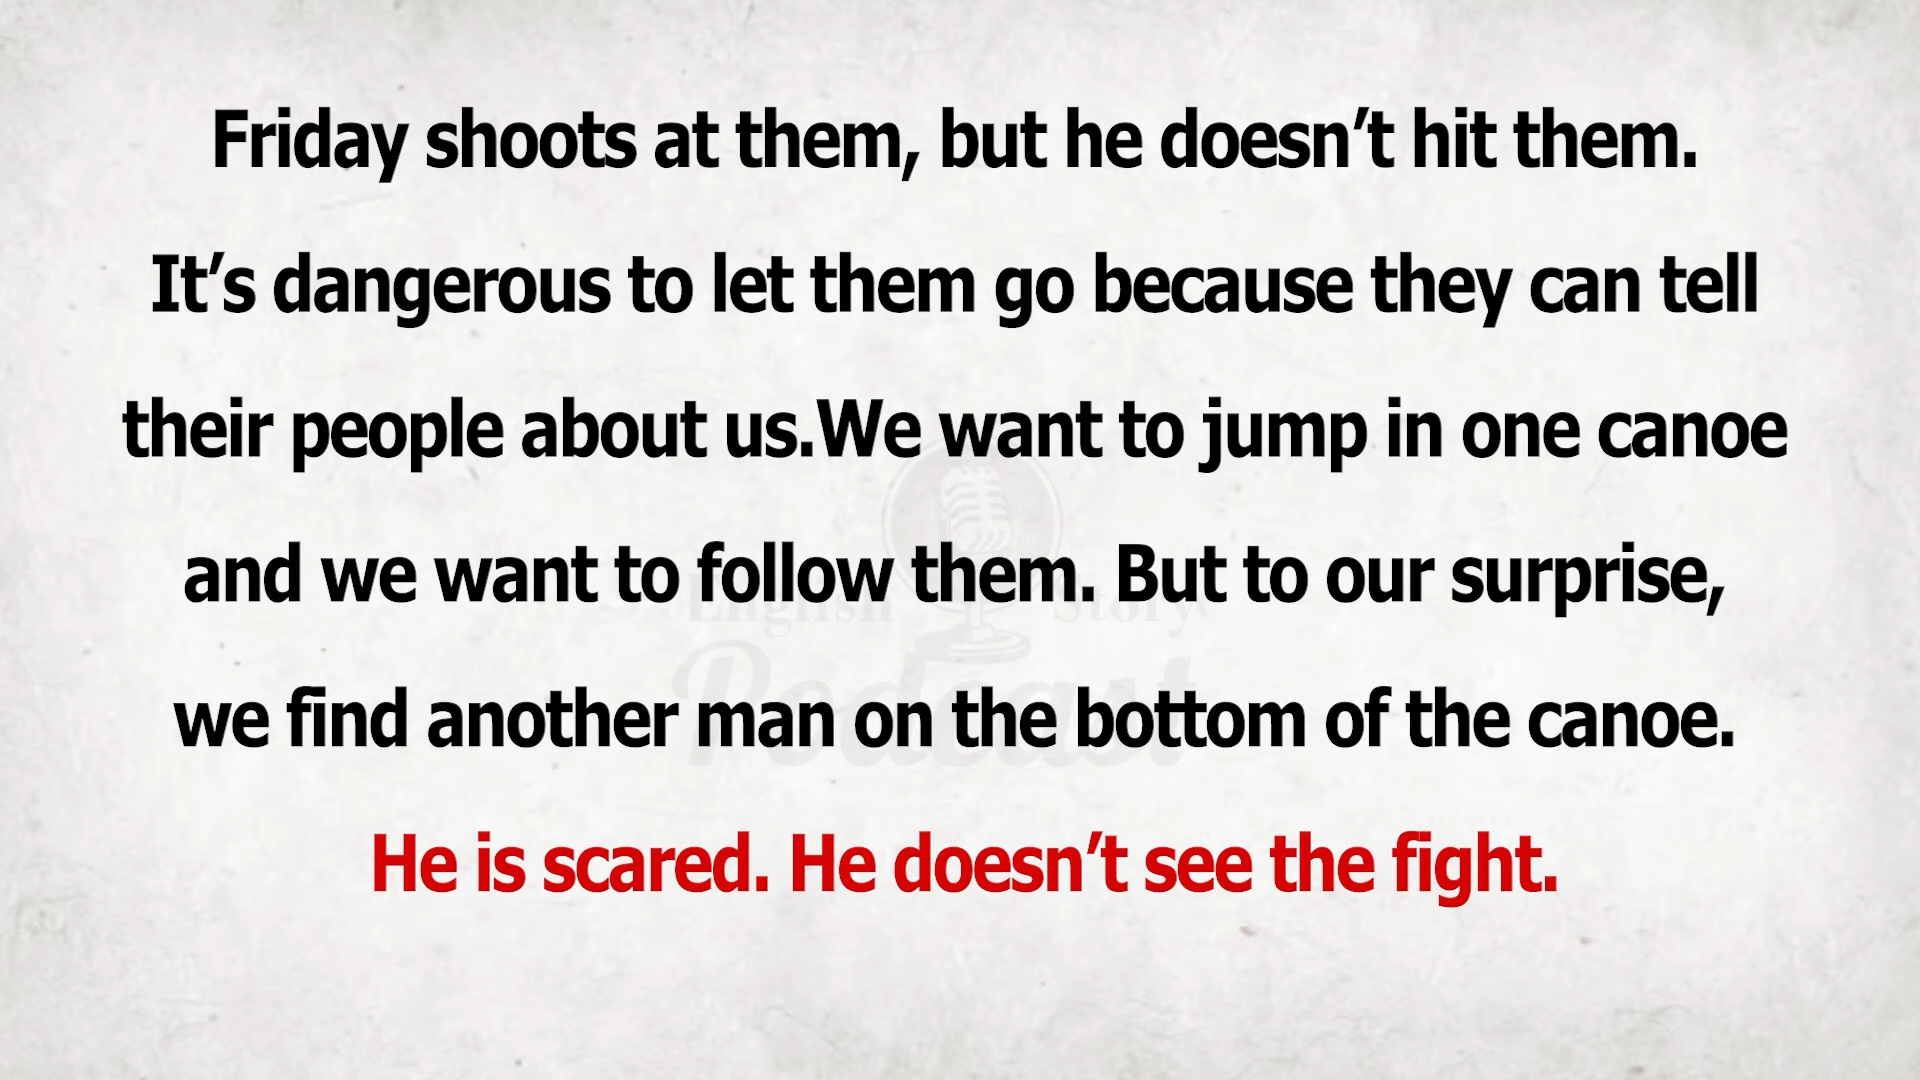 Friday shoots at them, but he doesn’t hit them.
It’s dangerous to let them go because they can tell
their people about us.We want to jump in one canoe
and we want to follow them. But to our surprise,
English Story
Podcast
we find another man on the bottom of the canoe.
He is scared. He doesn’t see the fight.